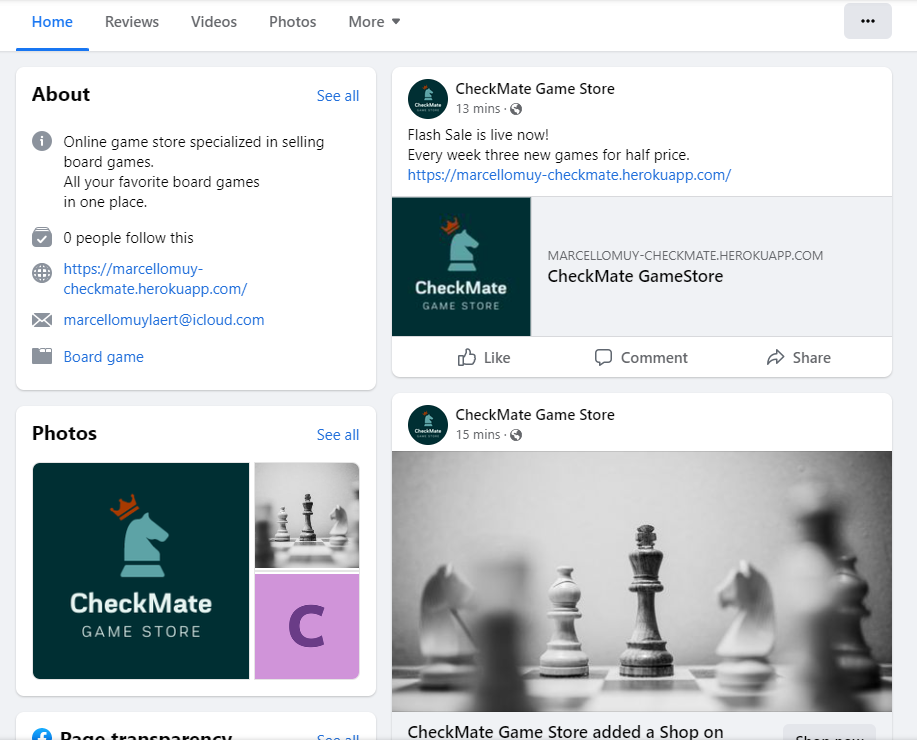 Home
Reviews
Videos
Photos
More
About
See all
Online game store specialized in selling
board games.
All your favorite board games
in one place.
0 people follow this
https://marcellomuy-
checkmate.herokuapp.com/
marcellomuylaert@icloud.com
Board game
Photos
See all
CheckMate
GAME STORE
C
Page transparency
See all
CheckMate Game Store
13 mins ·
Flash Sale is live now!
Every week three new games for half price.
https://marcellomuy-checkmate.herokuapp.com/
CheckMate
GAME STORE
MARCELLOMUY-CHECKMATE.HEROKUAPP.COM
CheckMate GameStore
Like
Comment
Share
CheckMate Game Store
15 mins ·
CheckMate Game Store added a Shop on
Shop now